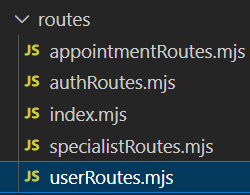 routes
JS appointmentRoutes.mjs
JS authRoutes.mjs
JS index.mjs
JS specialistRoutes.mjs
JS userRoutes.mjs